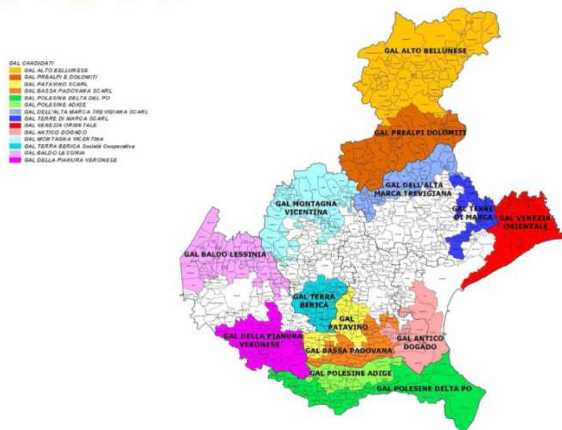 GAL CANDIDATI
GAL ALTO BELLUNESE
GAL PREALPI E DOLOMITI
GAL PATAVINO SCARL
GAL BASSA PADOVANA SCARL
GAL POLESINE DELTA DEL PO
GAL POLESINE ADIGE
GAL DELL'ALTA MARCA TREVIGIANA SCARL
GAL TERRE DI MARCA SCARL
GAL VENEZIA ORIENTALE
GAL ANTICO DOGADO
GAL MONTAGNA VICENTINA
GAL TERRA BERICA Società Cooperativa
GAL BALDO LESSINIA
GAL DELLA PIANURA VERONESE
GAL ALTO BELLUNESE
GAL PREALPI DOLOMITI
GAL DELL'ALTA
MARCA TREVIGIANA
GAL MONTAGNA
VICENTINA
GAL TERRE
DI MARCA
GAL VENEZIA
ORIENTALE
GAL BALDO LESSINIA
GAL TERRA
BERICA
GAL
PATAVINO
GAL DELLA PIANURA
VERONESE
GAL ANTICO
DOGADO
GAL BASSA PADOVANA
GAL POLESINE ADIGE
GAL POLESINE DELTA PO